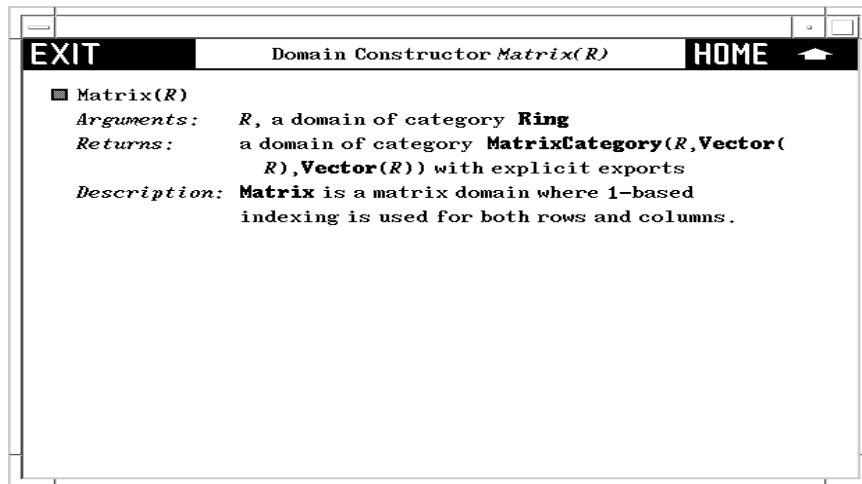 EXIT Domain Constructor Matrix(R) HOME
Matrix(R)
Arguments: R, a domain of category Ring
Returns: a domain of category MatrixCategory(R,Vector(
R),Vector(R)) with explicit exports
Description: Matrix is a matrix domain where 1-based
indexing is used for both rows and columns.